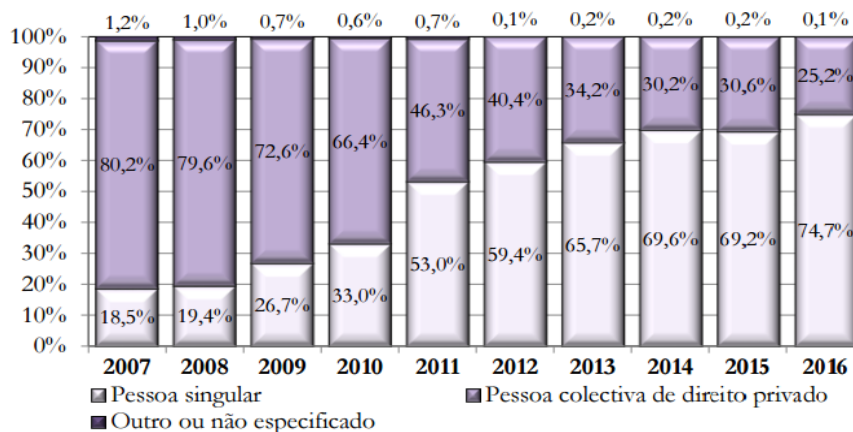 1,2% 1,0% 0,7% 0,6% 0,7% 0,1% 0,2% 0,2% 0,2% 0,1%
100%
90%
80%
70%
60%
50%
40%
30%
20%
10%
0%
80,2% 79,6% 72,6% 66,4% 46,3% 40,4% 34,2% 30,2% 30,6% 25,2%
18,5% 19,4% 26,7% 33,0% 53,0% 59,4% 65,7% 69,6% 69,2% 74,7%
2007 2008 2009 2010 2011 2012 2013 2014 2015 2016
Pessoa singular Pessoa colectiva de direito privado
Outro ou não especificado